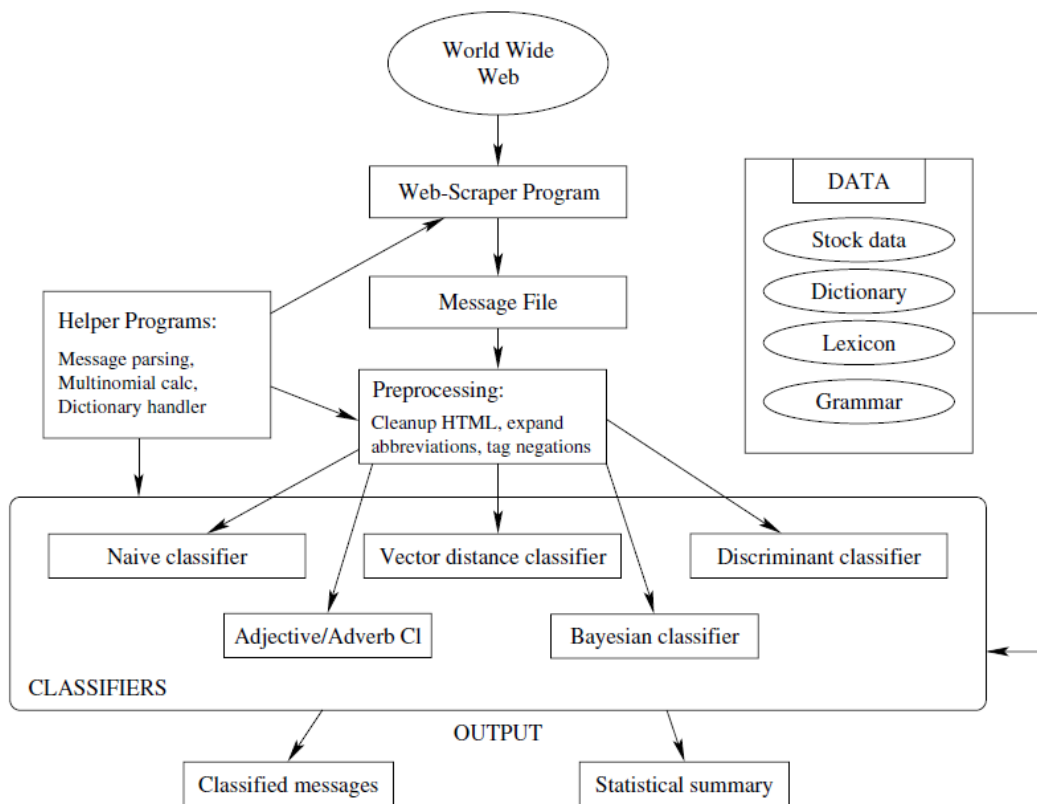 World Wide
Web
Web-Scraper Program
DATA
Stock data
Dictionary
Lexicon
Grammar
Message File
Helper Programs:
Message parsing,
Multinomial calc,
Dictionary handler
Preprocessing:
Cleanup HTML, expand
abbreviations, tag negations
Naive classifier
Vector distance classifier
Discriminant classifier
Adjective/Adverb Cl
Bayesian classifier
CLASSIFIERS
OUTPUT
Classified messages
Statistical summary